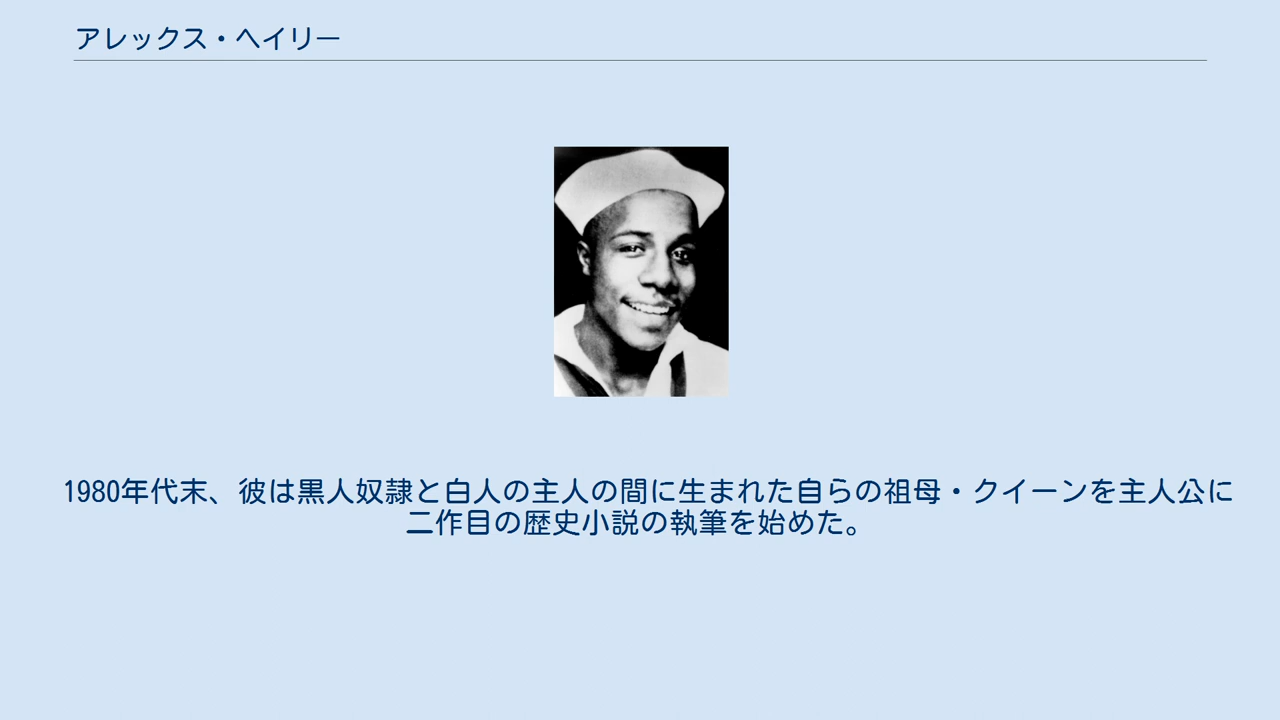 アレックス・ヘイリー
1980年代末、彼は黒人奴隷と白人の主人の間に生まれた自らの祖母・クイーンを主人公に
二作目の歴史小説の執筆を始めた。